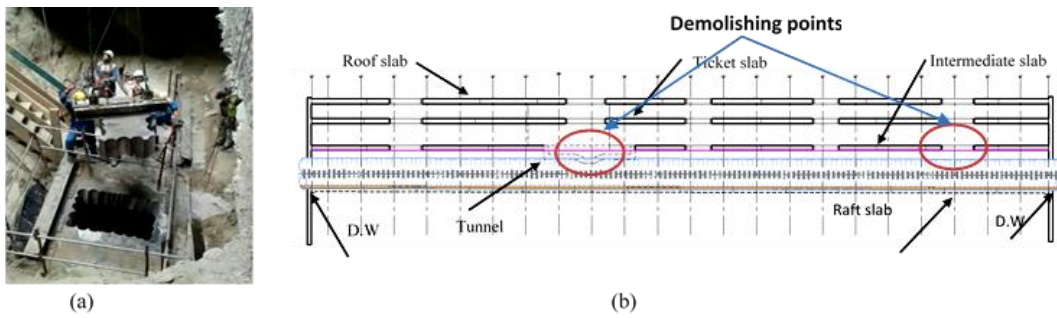 Demolishing points
Roof slab
Ticket slab
Intermediate slab
Tunnel
Raft slab
D.W
D.W
(a)
(b)